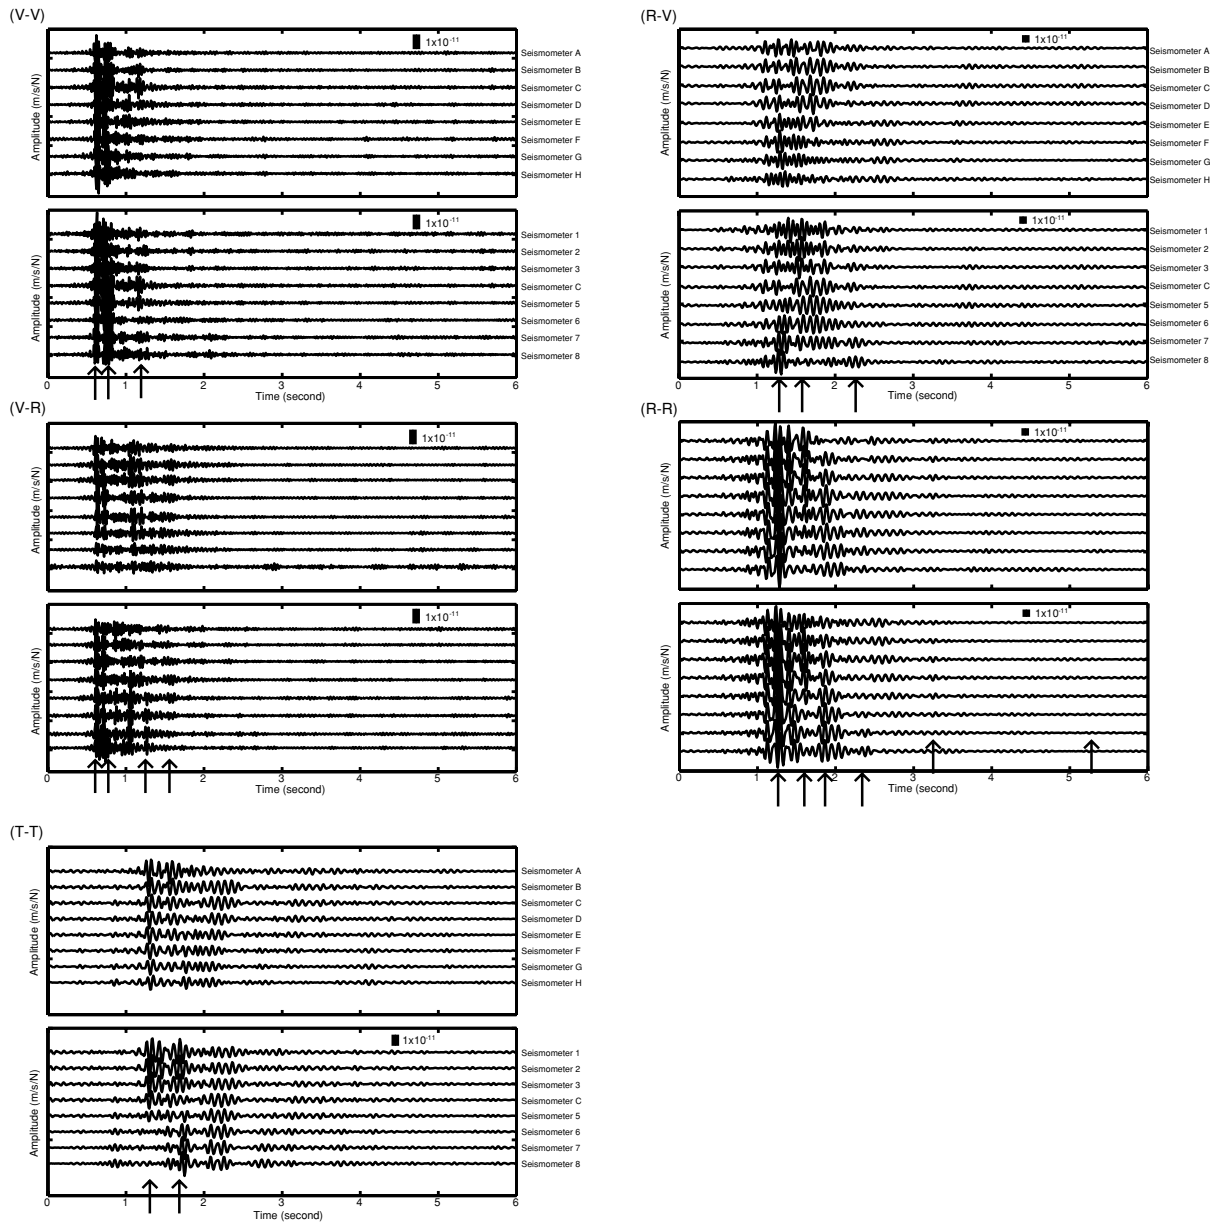 (V-V)
1x10-11
Amplitude (m/s/N)
Seismometer A
Seismometer B
Seismometer C
Seismometer D
Seismometer E
Seismometer F
Seismometer G
Seismometer H
1x10-11
Amplitude (m/s/N)
Seismometer 1
Seismometer 2
Seismometer 3
Seismometer C
Seismometer 5
Seismometer 6
Seismometer 7
Seismometer 8
0 1 2 3 4 5 6
Time (second)
(R-V)
1x10-11
Amplitude (m/s/N)
Seismometer A
Seismometer B
Seismometer C
Seismometer D
Seismometer E
Seismometer F
Seismometer G
Seismometer H
1x10-11
Amplitude (m/s/N)
Seismometer 1
Seismometer 2
Seismometer 3
Seismometer C
Seismometer 5
Seismometer 6
Seismometer 7
Seismometer 8
0 1 2 3 4 5 6
Time (second)
(V-R)
1x10-11
Amplitude (m/s/N)
1x10-11
Amplitude (m/s/N)
0 1 2 3 4 5 6
Time (second)
(R-R)
1x10-11
Amplitude (m/s/N)
1x10-11
Amplitude (m/s/N)
0 1 2 3 4 5 6
Time (second)
(T-T)
Amplitude (m/s/N)
Seismometer A
Seismometer B
Seismometer C
Seismometer D
Seismometer E
Seismometer F
Seismometer G
Seismometer H
1x10-11
Amplitude (m/s/N)
Seismometer 1
Seismometer 2
Seismometer 3
Seismometer C
Seismometer 5
Seismometer 6
Seismometer 7
Seismometer 8
0 1 2 3 4 5 6
Time (second)